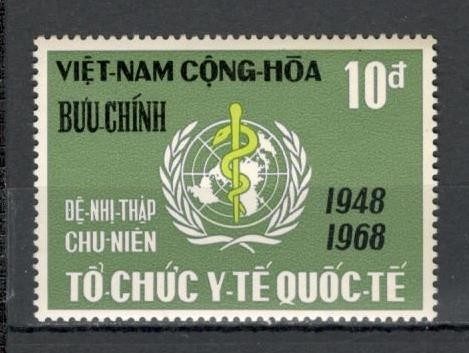 VIỆT-NAM CỘNG-HÒA
10đ
BƯU-CHÍNH
ĐỆ-NHỊ-THẬP
CHU-NIÊN
1948
1968
TỔ-CHỨC Y-TẾ QUỐC-TẾ